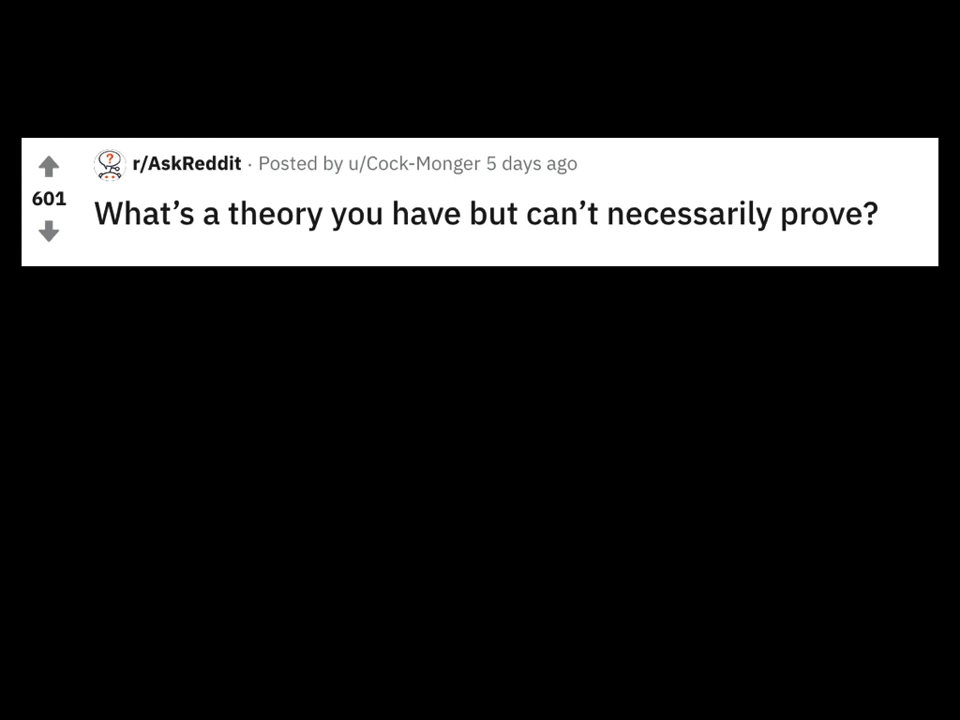 r/AskReddit · Posted by u/Cock-Monger 5 days ago
601
What’s a theory you have but can’t necessarily prove?